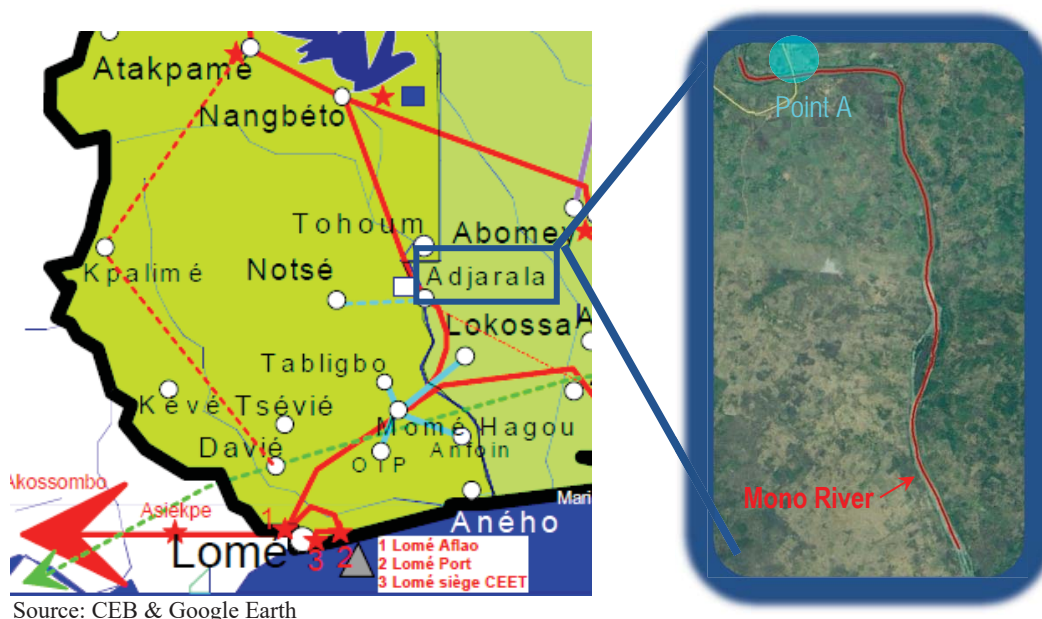 Atakpamé
Nangbéto
Tohoum
Abomey
Kpalimé
Notsé
Adjarala
Lokossa
A
Tabligbo
Kévé
Tsévié
Momé Hagou
Davié
Anfoin
OTP
Akossombo
Asiekpe
Mari
Aného
1
Lomé
3
2
1 Lomé Aflao
2 Lomé Port
3 Lomé siège CEET
Point A
Mono River
Source: CEB & Google Earth